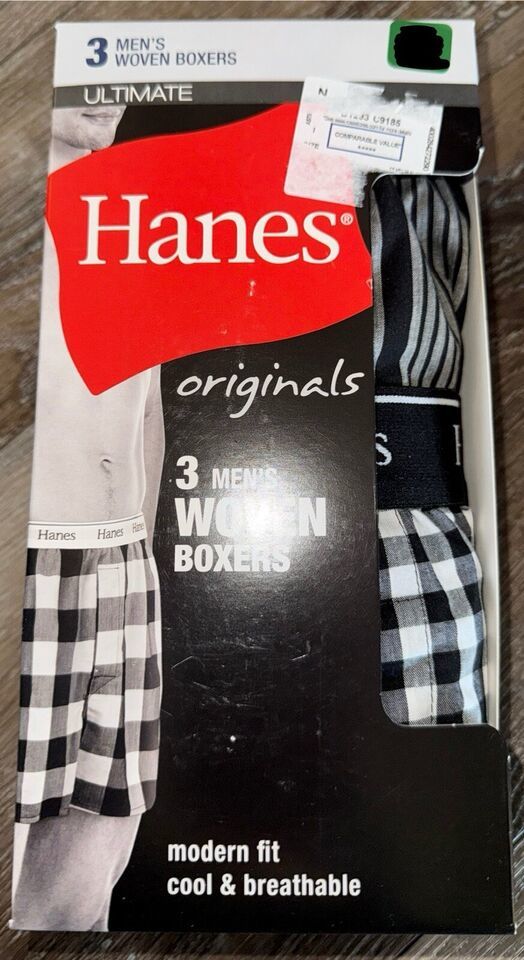 3 MEN'S
WOVEN BOXERS
ULTIMATE
C9185
COMPARABLE VALUE
Hanes®
originals
3 MEN'S
WOVEN
BOXERS
S H
Hanes Hanes Hanes
modern fit
cool & breathable